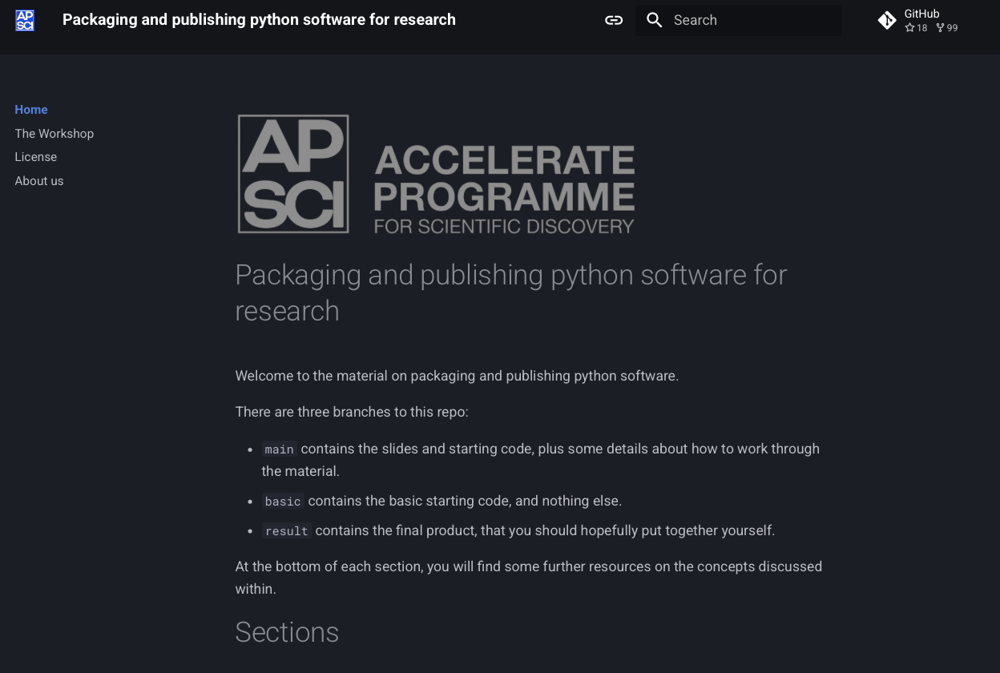 AP
SCI
Packaging and publishing python software for research
Search
GitHub
18 99
Home
The Workshop
License
About us
AP
SCI
ACCELERATE
PROGRAMME
FOR SCIENTIFIC DISCOVERY
Packaging and publishing python software for
research
Welcome to the material on packaging and publishing python software.
There are three branches to this repo:
• main contains the slides and starting code, plus some details about how to work through
the material.
• basic contains the basic starting code, and nothing else.
• result contains the final product, that you should hopefully put together yourself.
At the bottom of each section, you will find some further resources on the concepts discussed
within.
Sections